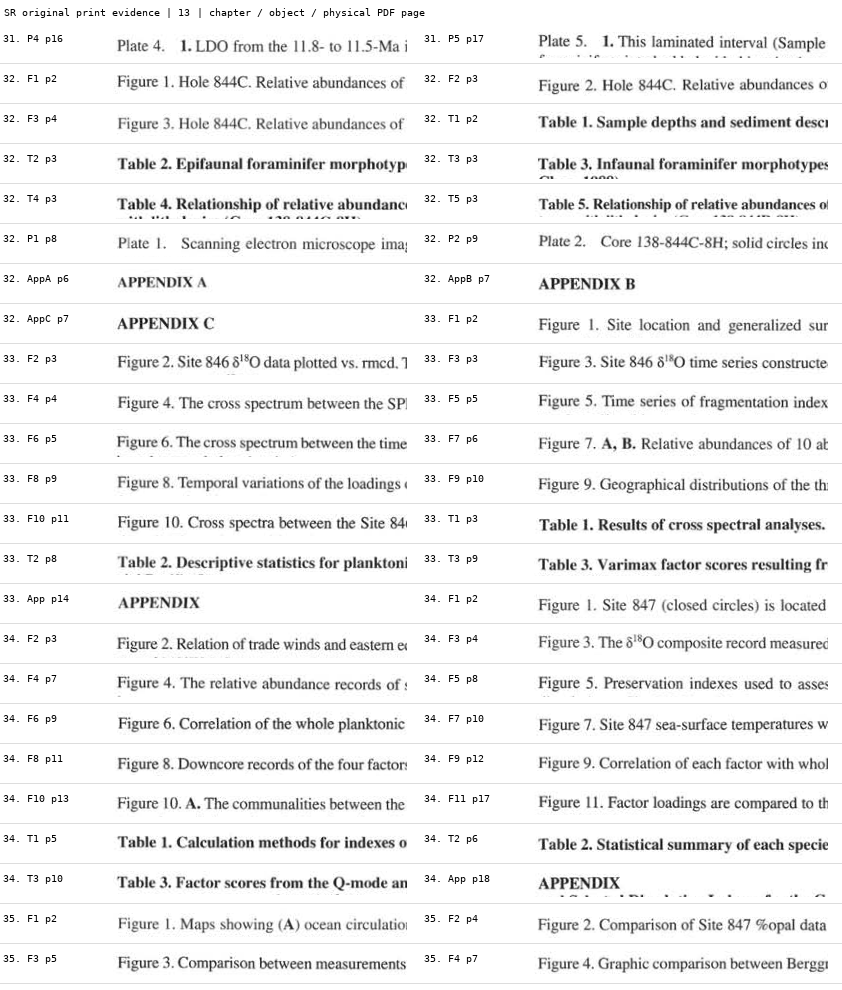 SR original print evidence | 13 | chapter / object / physical PDF page
31. P4 p16 Plate 4. 1. LDO from the 11.8- to 11.5-Ma i
31. P5 p17 Plate 5. 1. This laminated interval (Sample
32. F1 p2 Figure 1. Hole 844C. Relative abundances of
32. F2 p3 Figure 2. Hole 844C. Relative abundances o
32. F3 p4 Figure 3. Hole 844C. Relative abundances of
32. T1 p2 Table 1. Sample depths and sediment descr
32. T2 p3 Table 2. Epifaunal foraminifer morphotyp
32. T3 p3 Table 3. Infaunal foraminifer morphotypes
32. T4 p3 Table 4. Relationship of relative abundanc
32. T5 p3 Table 5. Relationship of relative abundances of
32. P1 p8 Plate 1. Scanning electron microscope imag
32. P2 p9 Plate 2. Core 138-844C-8H; solid circles inc
32. AppA p6 APPENDIX A
32. AppB p7 APPENDIX B
32. AppC p7 APPENDIX C
33. F1 p2 Figure 1. Site location and generalized sur
33. F2 p3 Figure 2. Site 846 δ¹⁸O data plotted vs. rmcd. T
33. F3 p3 Figure 3. Site 846 δ¹⁸O time series constructe
33. F4 p4 Figure 4. The cross spectrum between the SP
33. F5 p5 Figure 5. Time series of fragmentation index
33. F6 p5 Figure 6. The cross spectrum between the time
33. F7 p6 Figure 7. A, B. Relative abundances of 10 ab
33. F8 p9 Figure 8. Temporal variations of the loadings
33. F9 p10 Figure 9. Geographical distributions of the th
33. F10 p11 Figure 10. Cross spectra between the Site 84
33. T1 p3 Table 1. Results of cross spectral analyses.
33. T2 p8 Table 2. Descriptive statistics for planktoni
33. T3 p9 Table 3. Varimax factor scores resulting fr
33. App p14 APPENDIX
34. F1 p2 Figure 1. Site 847 (closed circles) is located
34. F2 p3 Figure 2. Relation of trade winds and eastern e
34. F3 p4 Figure 3. The δ¹⁸O composite record measured
34. F4 p7 Figure 4. The relative abundance records of
34. F5 p8 Figure 5. Preservation indexes used to asses
34. F6 p9 Figure 6. Correlation of the whole planktonic
34. F7 p10 Figure 7. Site 847 sea-surface temperatures w
34. F8 p11 Figure 8. Downcore records of the four factor
34. F9 p12 Figure 9. Correlation of each factor with whol
34. F10 p13 Figure 10. A. The communalities between the
34. F11 p17 Figure 11. Factor loadings are compared to th
34. T1 p5 Table 1. Calculation methods for indexes o
34. T2 p6 Table 2. Statistical summary of each specie
34. T3 p10 Table 3. Factor scores from the Q-mode an
34. App p18 APPENDIX
35. F1 p2 Figure 1. Maps showing (A) ocean circulatio
35. F2 p4 Figure 2. Comparison of Site 847 %opal data
35. F3 p5 Figure 3. Comparison between measurements
35. F4 p7 Figure 4. Graphic comparison between Bergg